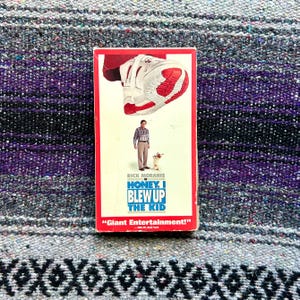 RICK MORANIS
HONEY, I
BLEW UP
THE KID
"Giant Entertainment!"